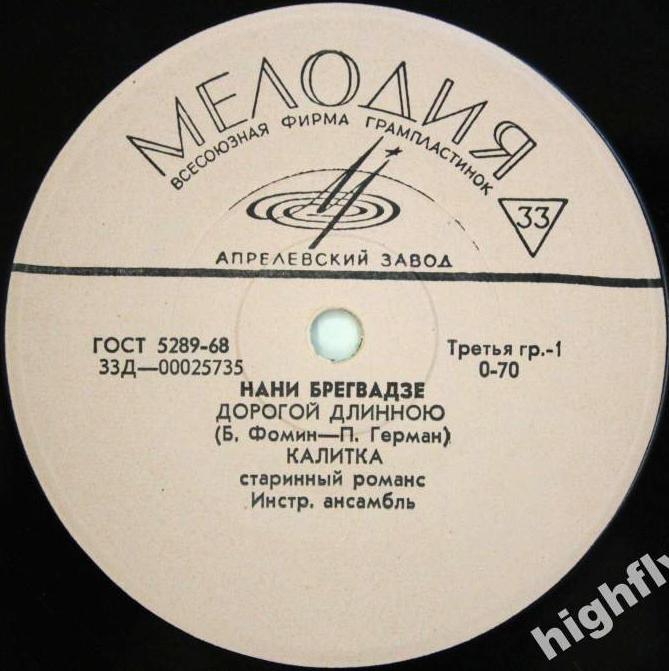 МЕЛОДИЯ
ВСЕСОЮЗНАЯ ФИРМА ГРАМПЛАСТИНОК
33
АПРЕЛЕВСКИЙ ЗАВОД
ГОСТ 5289-68
33Д—00025735
Третья гр.-1
0-70
НАНИ БРЕГВАДЗЕ
ДОРОГОЙ ДЛИННОЮ
(Б. Фомин—П. Герман)
КАЛИТКА
старинный романс
Инстр. ансамбль
highfly